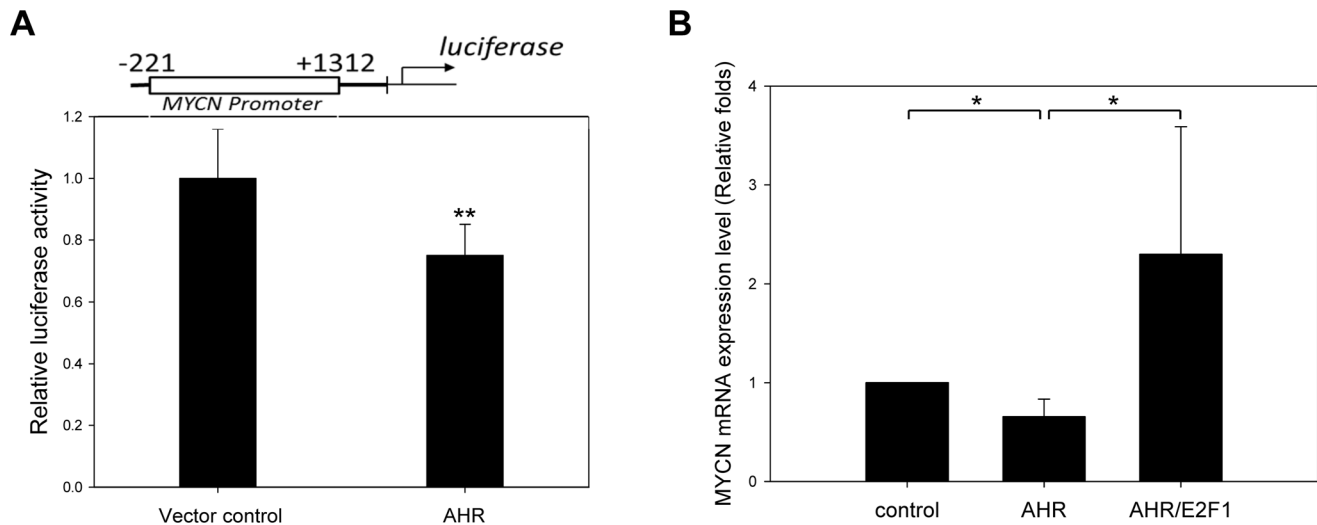 A
luciferase
-221
+1312
MYCN Promoter
Relative luciferase activity
1.2
1.0
**
0.8
0.6
0.4
0.2
0.0
Vector control
AHR
B
MYCN mRNA expression level (Relative folds)
4
*
*
3
2
1
0
control
AHR
AHR/E2F1